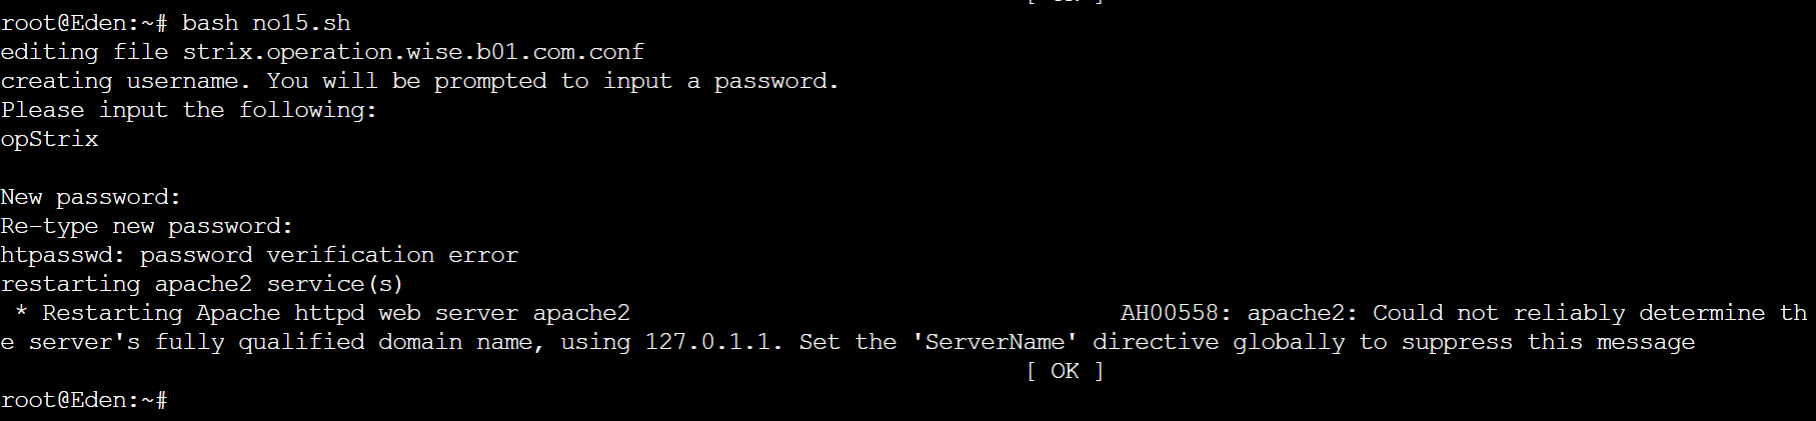 root@Eden:~# bash no15.sh
editing file strix.operation.wise.b01.com.conf
creating username. You will be prompted to input a password.
Please input the following:
opStrix
New password:
Re-type new password:
htpasswd: password verification error
restarting apache2 service(s)
 * Restarting Apache httpd web server apache2 AH00558: apache2: Could not reliably determine th
e server's fully qualified domain name, using 127.0.1.1. Set the 'ServerName' directive globally to suppress this message
[ OK ]
root@Eden:~#